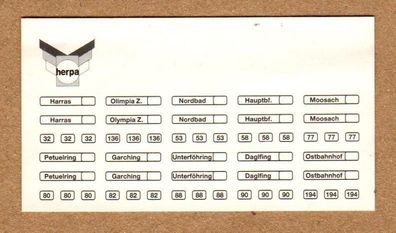 herpa
Harras Olimpia Z. Nordbad Hauptbf. Moosach
Harras Olympia Z. Nordbad Hauptbf. Moosach
32 32 32 136 136 136 53 53 53 58 58 58 77 77 77
Petuelring Garching Unterföhring Daglfing Ostbahnhof
Petuelring Garching Unterföhring Daglfing Ostbahnhof
80 80 80 82 82 82 88 88 88 90 90 90 194 194 194